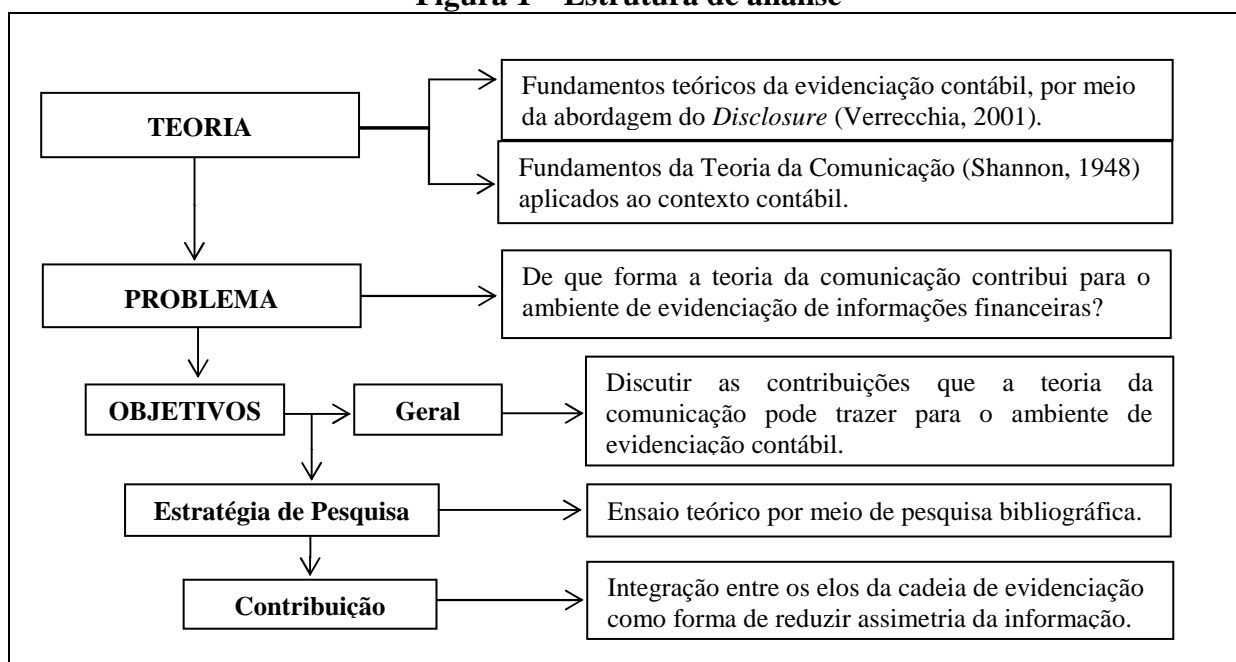 Figura 1 – Estrutura de análise
Fundamentos teóricos da evidenciação contábil, por meio
da abordagem do Disclosure (Verrecchia, 2001).
TEORIA
Fundamentos da Teoria da Comunicação (Shannon, 1948)
aplicados ao contexto contábil.
De que forma a teoria da comunicação contribui para o
ambiente de evidenciação de informações financeiras?
PROBLEMA
OBJETIVOS
Geral
Discutir as contribuições que a teoria da
comunicação pode trazer para o ambiente de
evidenciação contábil.
Estratégia de Pesquisa
Ensaio teórico por meio de pesquisa bibliográfica.
Contribuição
Integração entre os elos da cadeia de evidenciação
como forma de reduzir assimetria da informação.